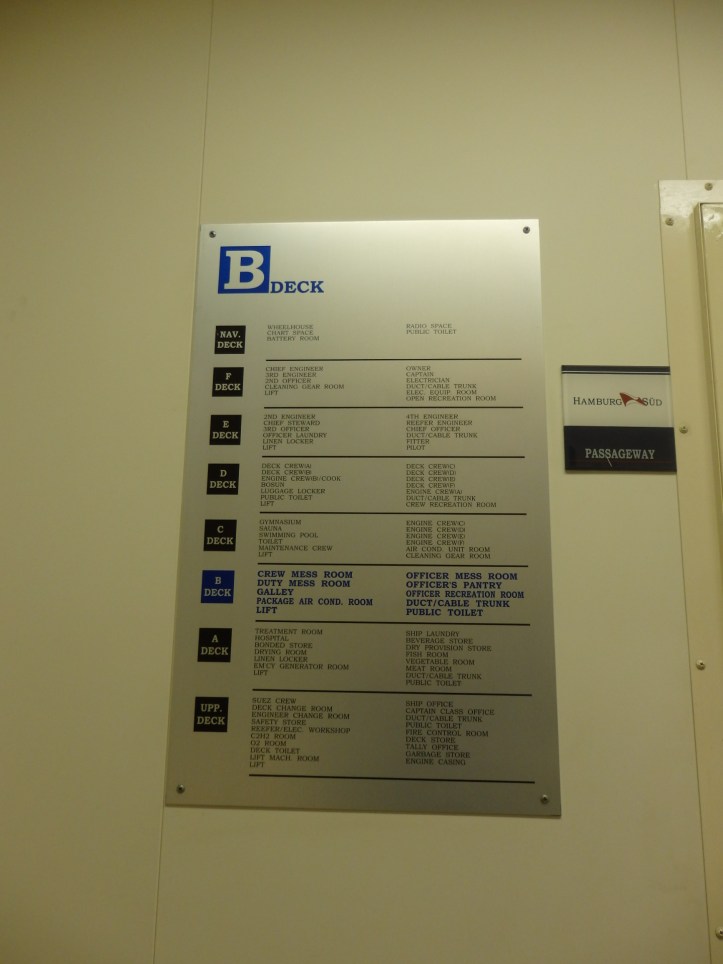 B DECK
NAV. DECK
WHEELHOUSE
CHART SPACE
BATTERY ROOM
RADIO SPACE
PUBLIC TOILET
F DECK
CHIEF ENGINEER
3RD ENGINEER
2ND OFFICER
CLEANING GEAR ROOM
LIFT
OWNER
CAPTAIN
ELECTRICIAN
DUCT/CABLE TRUNK
ELEC. EQUIP. ROOM
OPEN RECREATION ROOM
E DECK
2ND ENGINEER
CHIEF STEWARD
3RD OFFICER
OFFICER LAUNDRY
LINEN LOCKER
LIFT
4TH ENGINEER
REEFER ENGINEER
CHIEF OFFICER
DUCT/CABLE TRUNK
FITTER
PILOT
D DECK
DECK CREW(A)
DECK CREW(B)
ENGINE CREW(B)/COOK
BOSUN
LUGGAGE LOCKER
PUBLIC TOILET
LIFT
DECK CREW(C)
DECK CREW(D)
DECK CREW(E)
DECK CREW(F)
ENGINE CREW(A)
DUCT/CABLE TRUNK
CREW RECREATION ROOM
C DECK
GYMNASIUM
SAUNA
SWIMMING POOL
TOILET
MAINTENANCE CREW
LIFT
ENGINE CREW(C)
ENGINE CREW(D)
ENGINE CREW(E)
ENGINE CREW(F)
AIR COND. UNIT ROOM
CLEANING GEAR ROOM
B DECK
CREW MESS ROOM
DUTY MESS ROOM
GALLEY
PACKAGE AIR COND. ROOM
LIFT
OFFICER MESS ROOM
OFFICER'S PANTRY
OFFICER RECREATION ROOM
DUCT/CABLE TRUNK
PUBLIC TOILET
A DECK
TREATMENT ROOM
HOSPITAL
BONDED STORE
DRYING ROOM
LINEN LOCKER
EM'CY GENERATOR ROOM
LIFT
SHIP LAUNDRY
BEVERAGE STORE
DRY PROVISION STORE
FISH ROOM
VEGETABLE ROOM
MEAT ROOM
DUCT/CABLE TRUNK
PUBLIC TOILET
UPP. DECK
SUEZ CREW
DECK CHANGE ROOM
ENGINEER CHANGE ROOM
SAFETY STORE
REEFER/ELEC. WORKSHOP
C2H2 ROOM
O2 ROOM
DECK TOILET
LIFT MACH. ROOM
LIFT
SHIP OFFICE
CAPTAIN CLASS OFFICE
DUCT/CABLE TRUNK
PUBLIC TOILET
FIRE CONTROL ROOM
DECK STORE
TALLY OFFICE
GARBAGE STORE
ENGINE CASING
HAMBURG SÜD
PASSAGEWAY